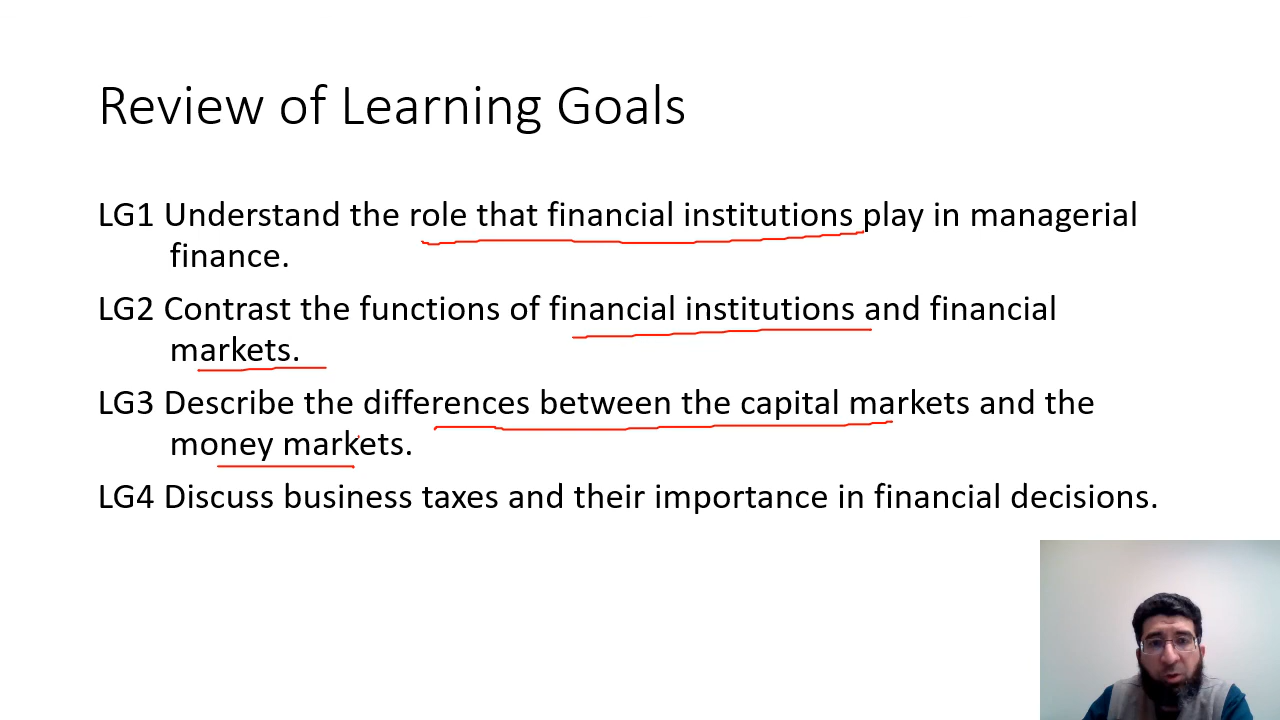 Review of Learning Goals
LG1 Understand the role that financial institutions play in managerial
finance.
LG2 Contrast the functions of financial institutions and financial
markets.
LG3 Describe the differences between the capital markets and the
money markets.
LG4 Discuss business taxes and their importance in financial decisions.